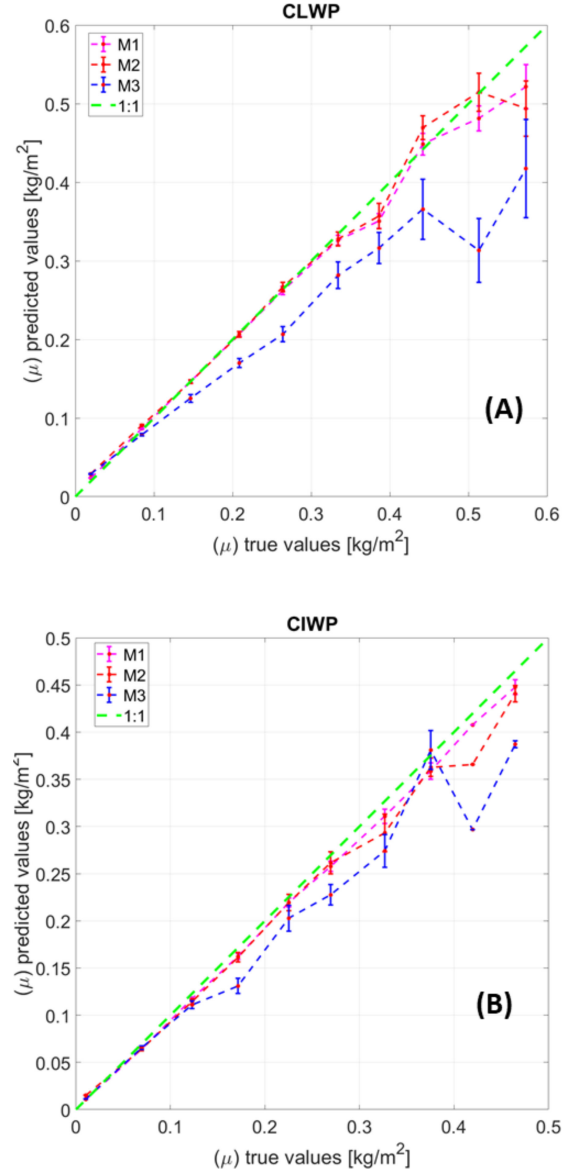 CLWP
0.6
0.5
0.4
0.3
0.2
0.1
0
M1
M2
M3
1:1
(A)
(μ) predicted values [kg/m²]
0 0.1 0.2 0.3 0.4 0.5 0.6
(μ) true values [kg/m²]
CIWP
0.5
0.45
0.4
0.35
0.3
0.25
0.2
0.15
0.1
0.05
0
M1
M2
M3
1:1
(B)
(μ) predicted values [kg/m²]
0 0.1 0.2 0.3 0.4 0.5
(μ) true values [kg/m²]